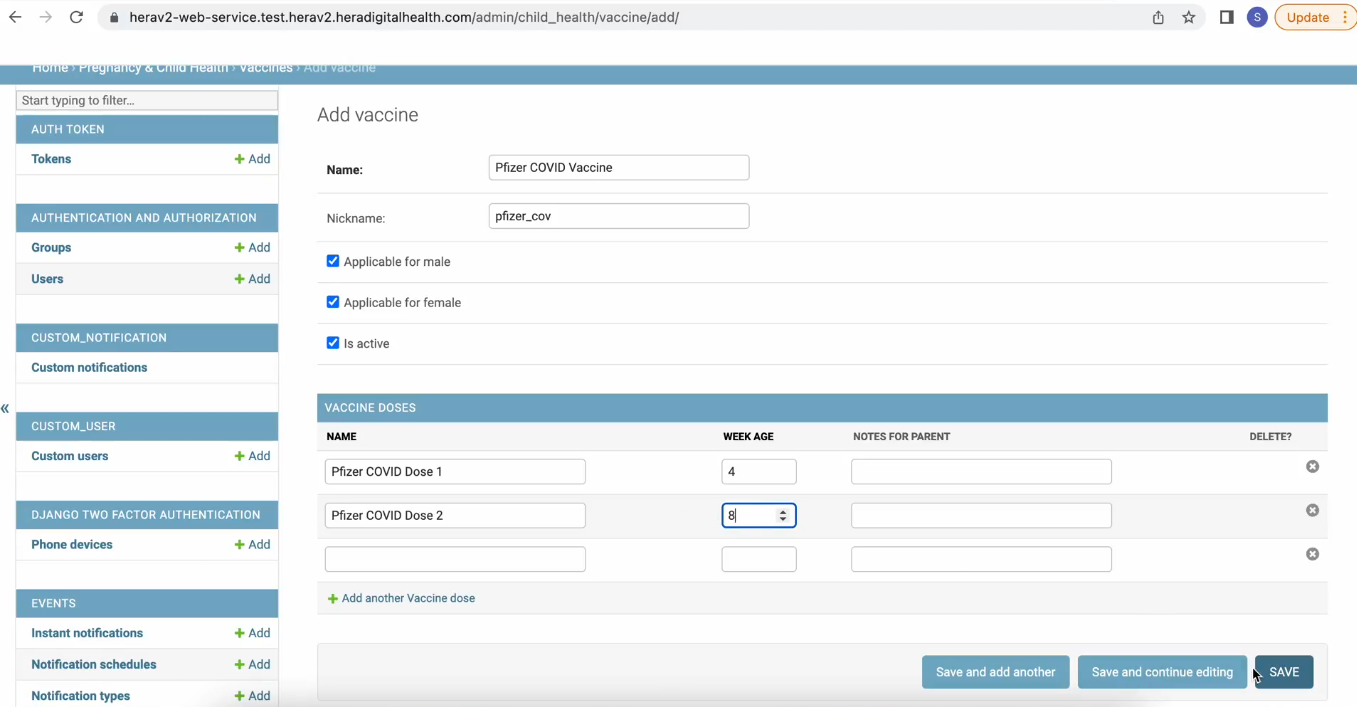 herav2-web-service.test.herav2.heradigitalhealth.com/admin/child_health/vaccine/add/
S
Update
Home › Pregnancy & Child Health › Vaccines › Add vaccine
Start typing to filter...
AUTH TOKEN
Tokens + Add
AUTHENTICATION AND AUTHORIZATION
Groups + Add
Users + Add
CUSTOM_NOTIFICATION
Custom notifications
«
CUSTOM_USER
Custom users + Add
DJANGO TWO FACTOR AUTHENTICATION
Phone devices + Add
EVENTS
Instant notifications + Add
Notification schedules + Add
Notification types + Add
Add vaccine
Name: Pfizer COVID Vaccine
Nickname: pfizer_cov
Applicable for male
Applicable for female
Is active
VACCINE DOSES
NAME WEEK AGE NOTES FOR PARENT DELETE?
Pfizer COVID Dose 1 4
Pfizer COVID Dose 2 8
+ Add another Vaccine dose
Save and add another Save and continue editing SAVE